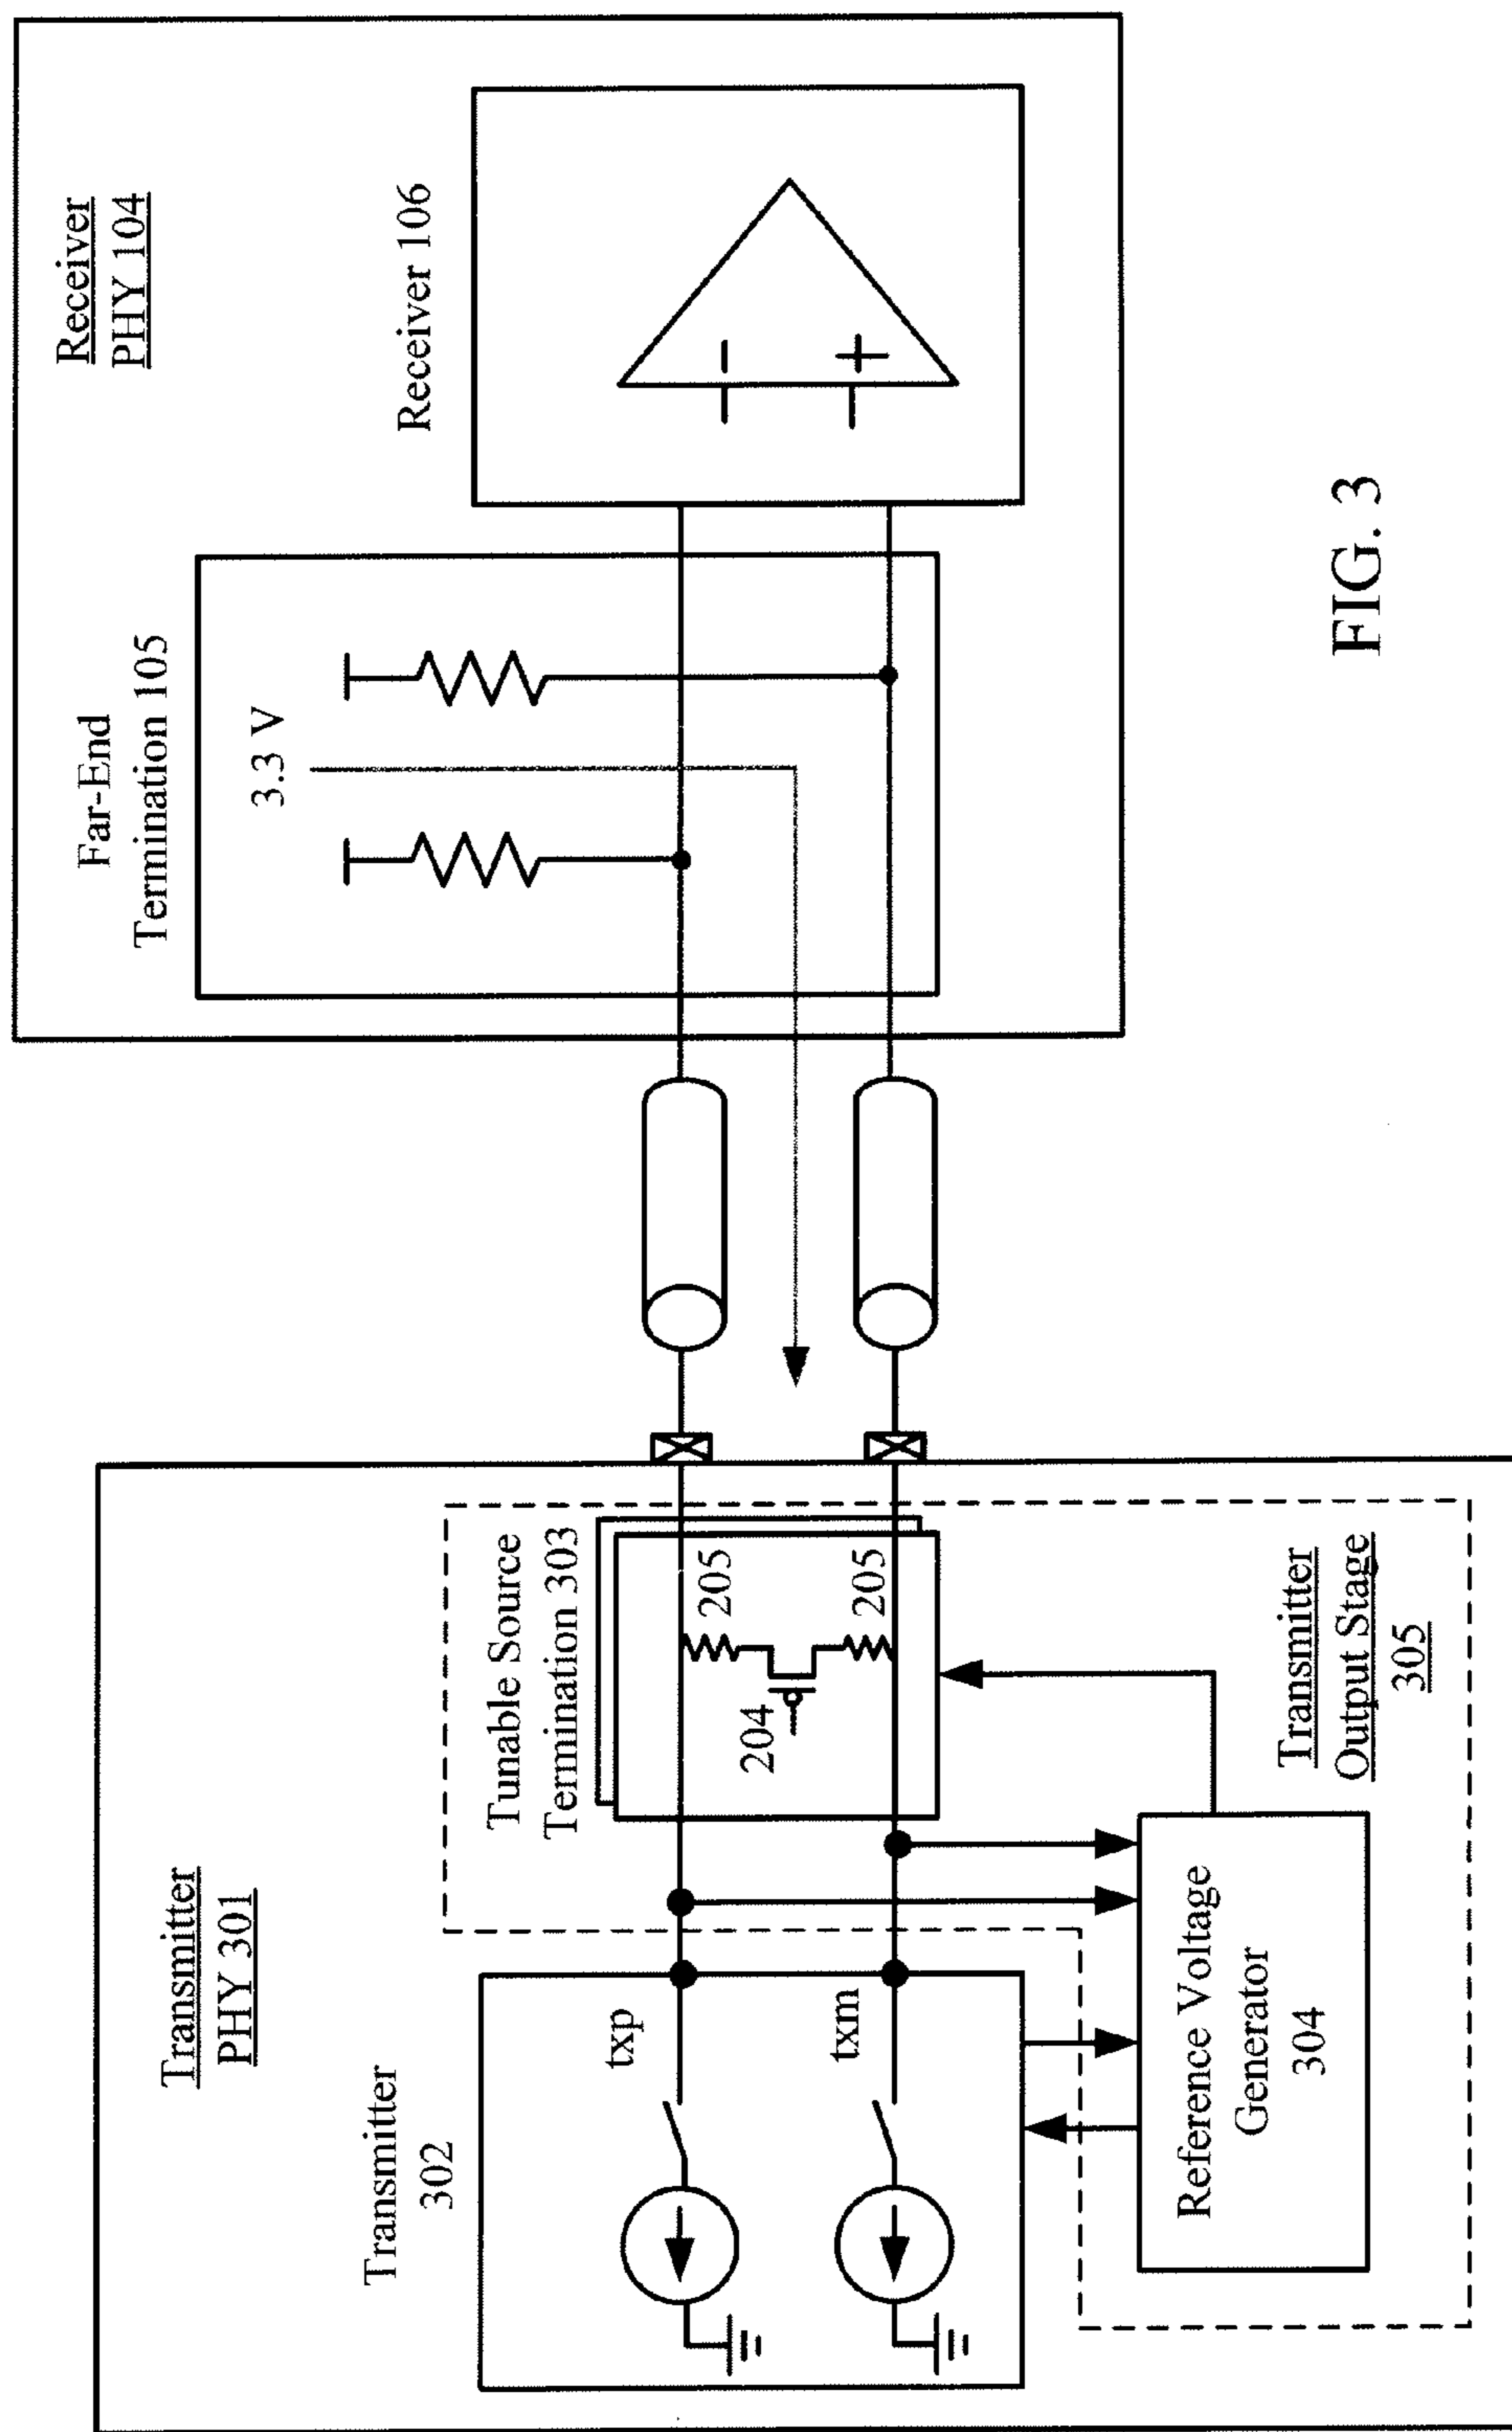 Transmitter
PHY 301
Transmitter
302
txp
txm
Tunable Source
Termination 303
205
204
205
Reference Voltage
Generator
304
Transmitter
Output Stage
305
Receiver
PHY 104
Far-End
Termination 105
3.3 V
Receiver 106
−
+
FIG. 3